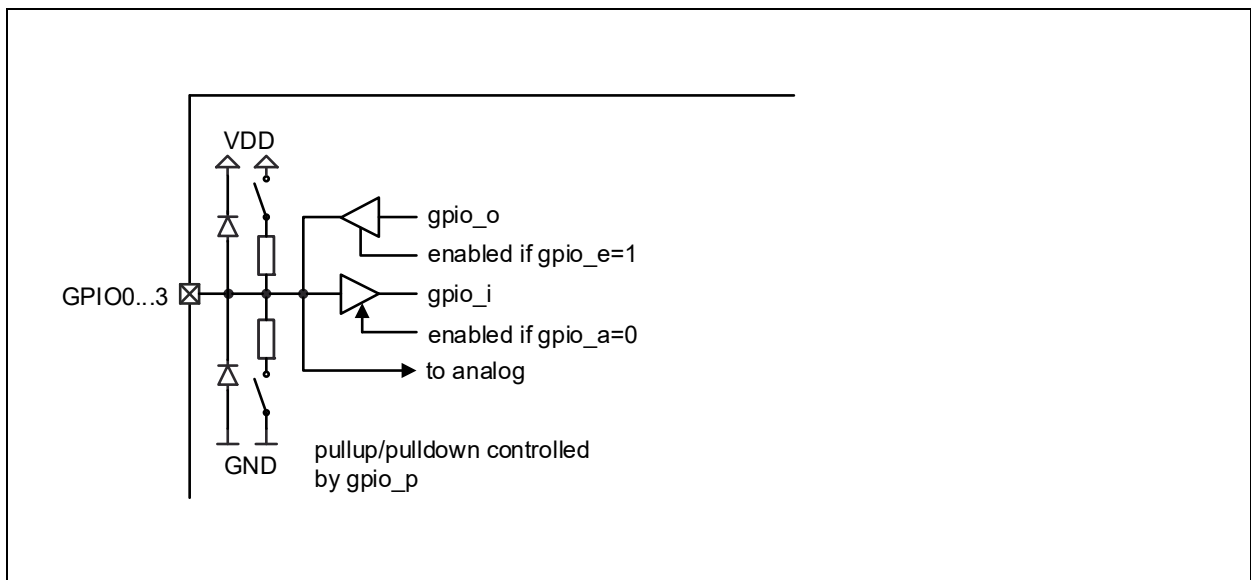 VDD
gpio_o
enabled if gpio_e=1
GPIO0...3
gpio_i
enabled if gpio_a=0
to analog
GND
pullup/pulldown controlled
by gpio_p